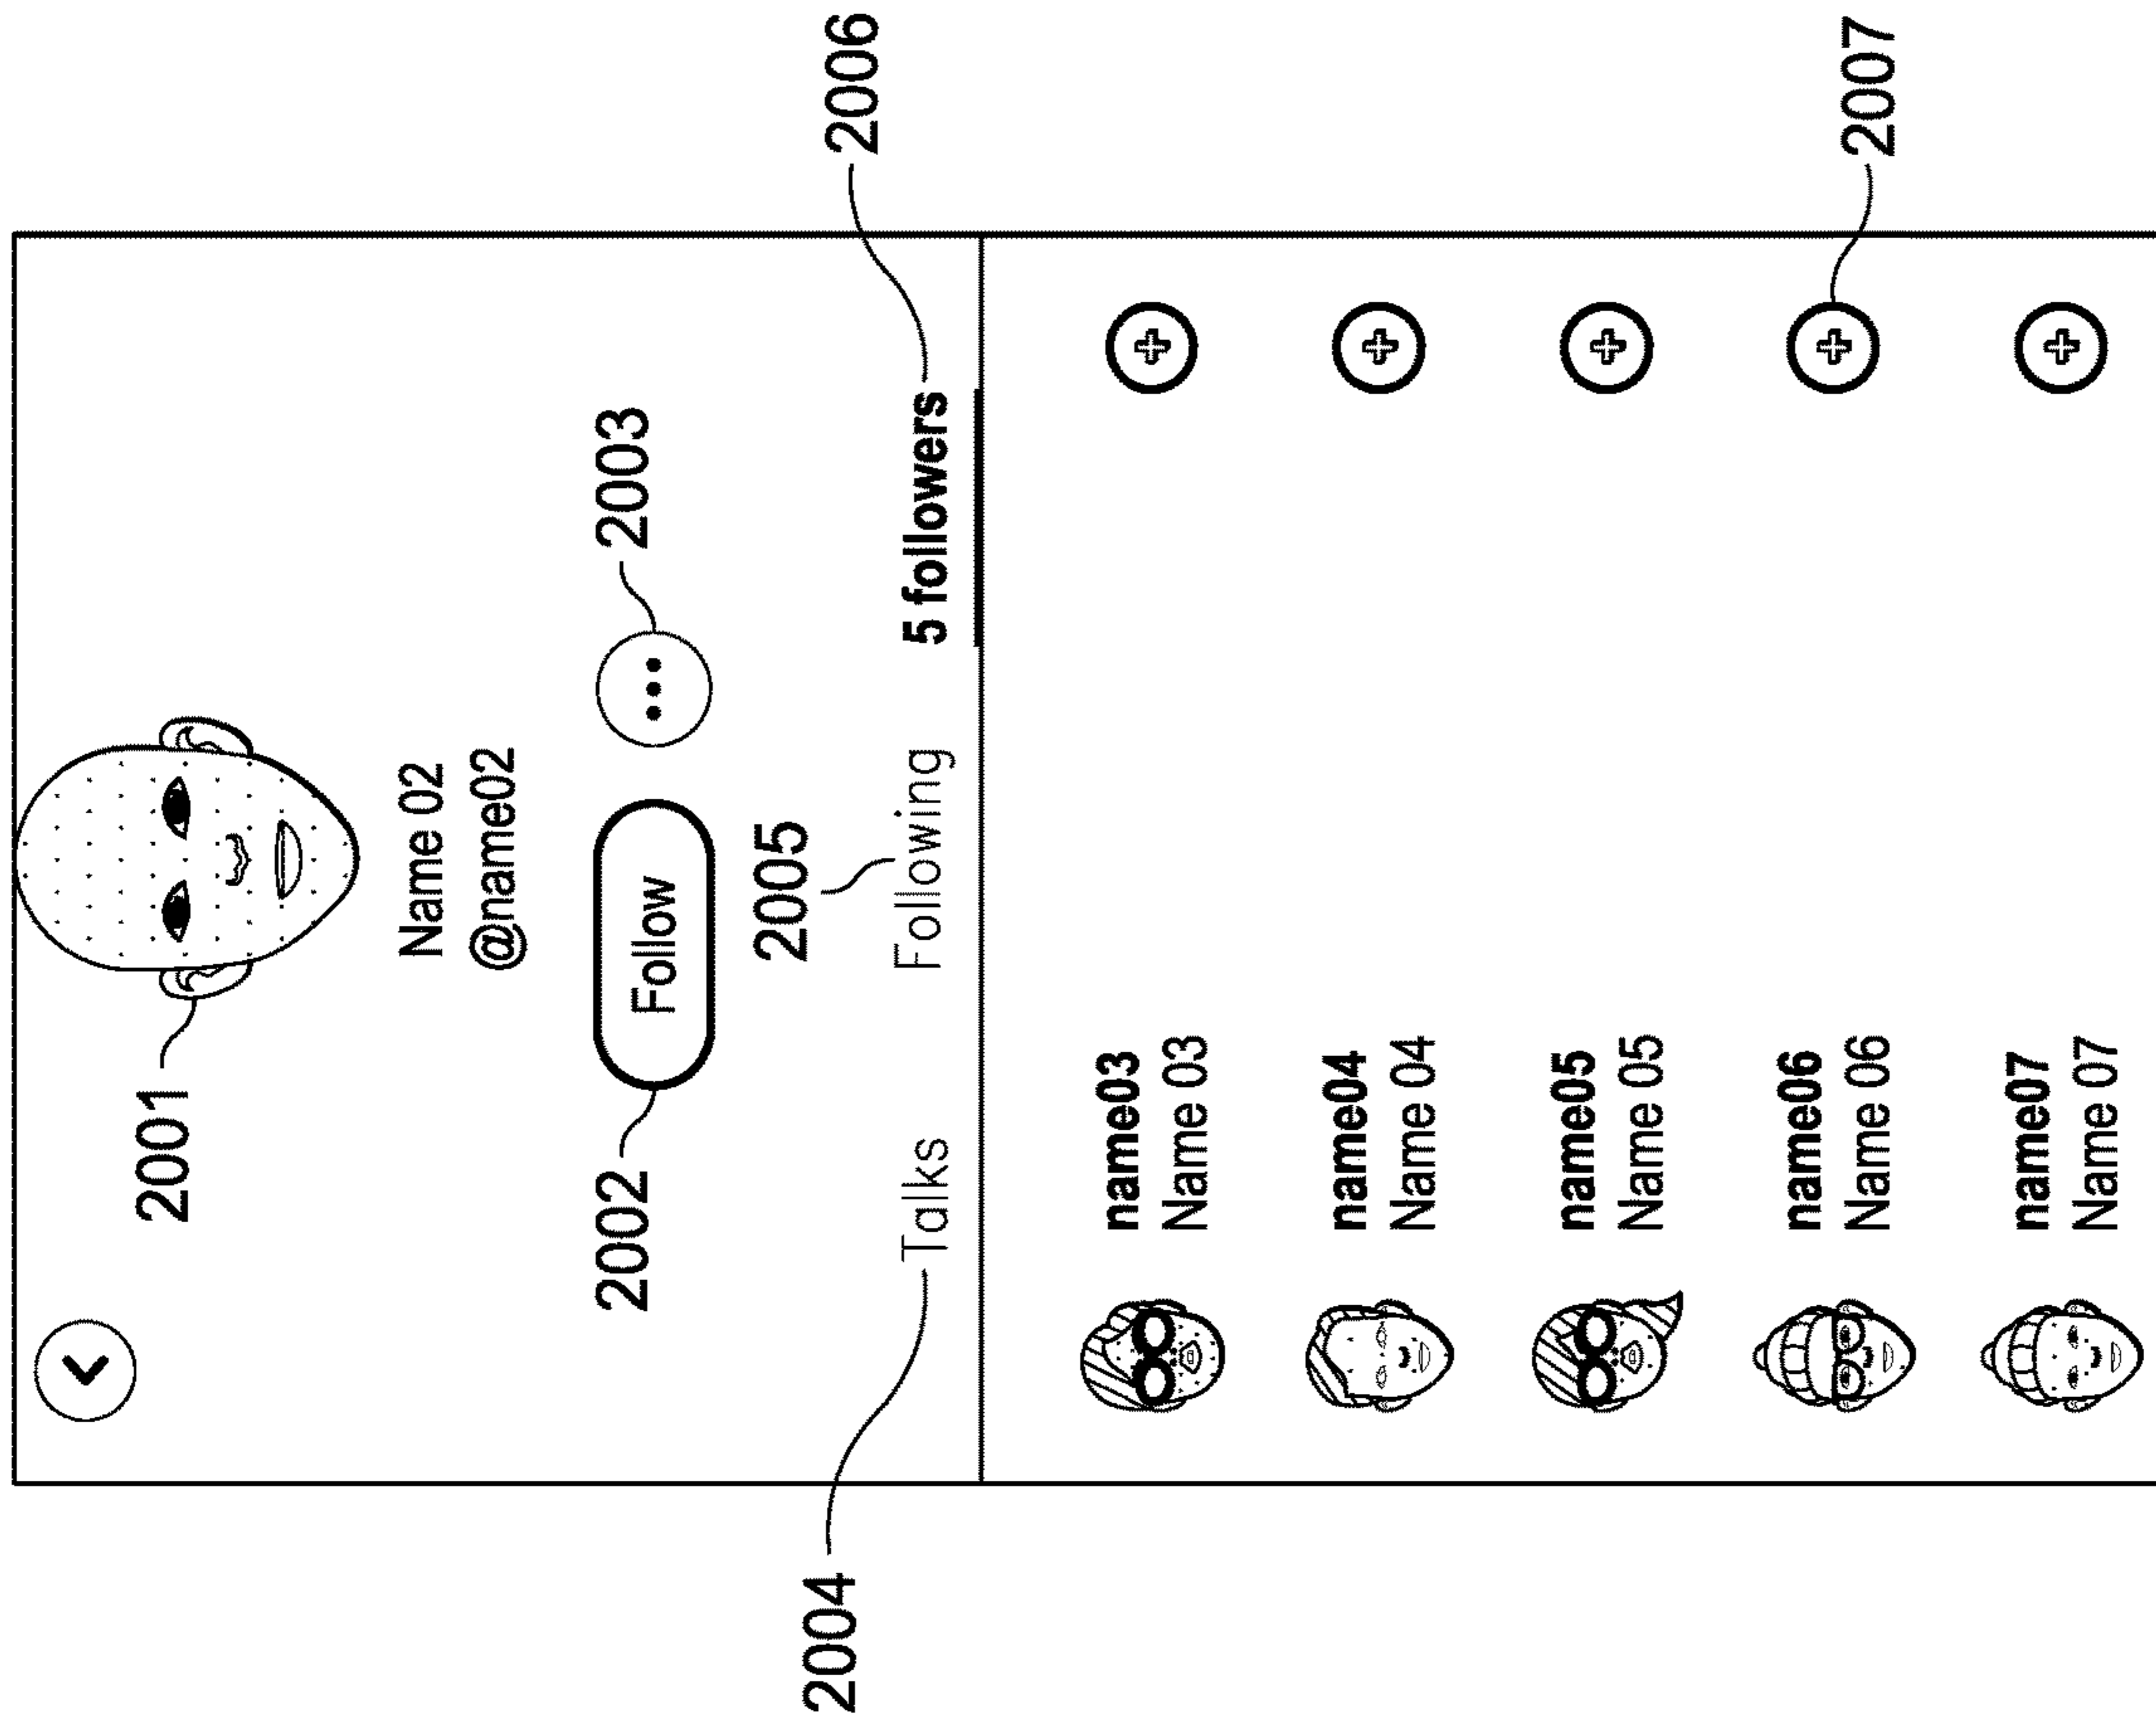 2001
Name 02
@name02
2002
Follow
2003
2004
2005
2006
Talks
Following
5 followers
name03
Name 03
name04
Name 04
name05
Name 05
name06
Name 06
2007
name07
Name 07